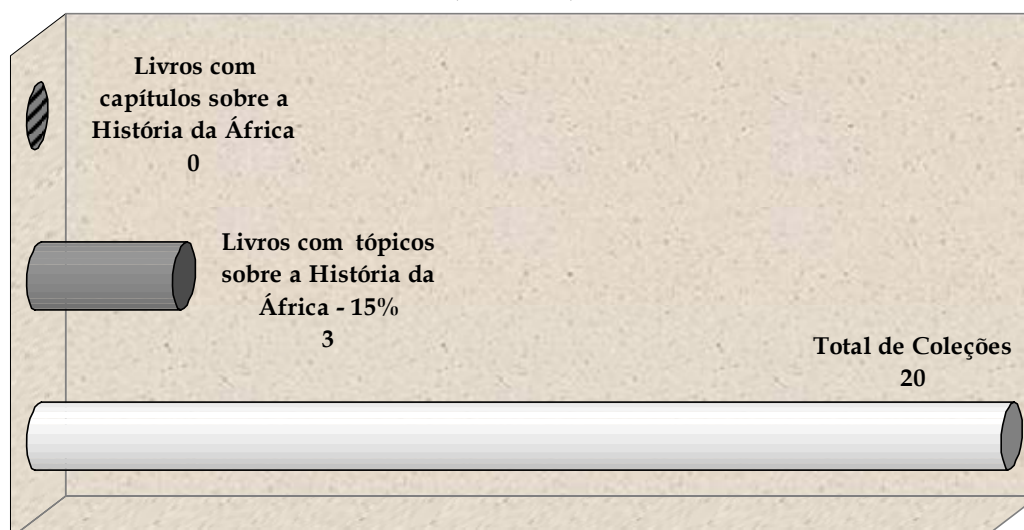 Livros com
capítulos sobre a
História da África
0
Livros com tópicos
sobre a História da
África - 15%
3
Total de Coleções
20